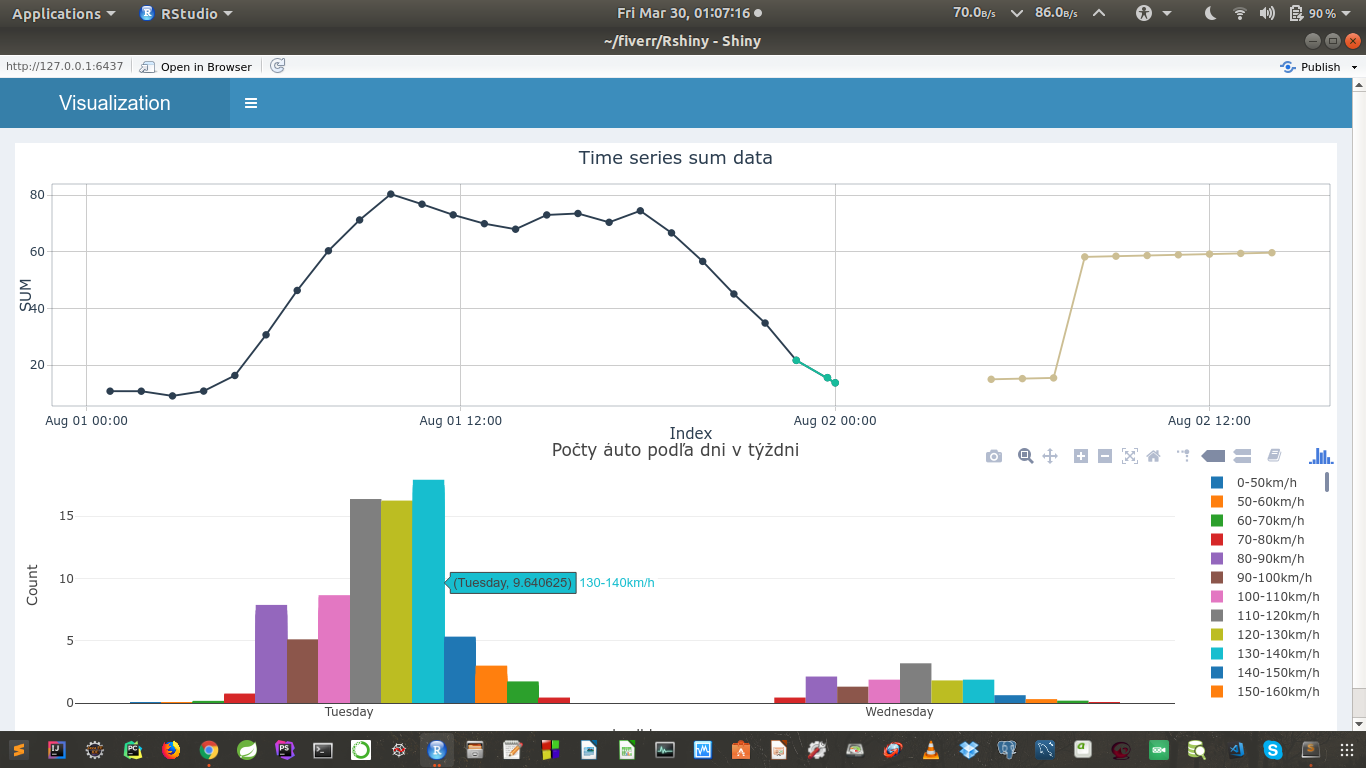 Applications RStudio Fri Mar 30, 01:07:16 70.0B/s 86.0B/s 90 %
~/fiverr/Rshiny - Shiny
http://127.0.0.1:6437 Open in Browser Publish
Visualization
Time series sum data
80
60
40
20
SUM
Aug 01 00:00 Aug 01 12:00 Aug 02 00:00 Aug 02 12:00
Index
Počty áuto podľa dni v týždni
15
10
5
0
Count
(Tuesday, 9.640625) 130-140km/h
Tuesday Wednesday
0-50km/h
50-60km/h
60-70km/h
70-80km/h
80-90km/h
90-100km/h
100-110km/h
110-120km/h
120-130km/h
130-140km/h
140-150km/h
150-160km/h